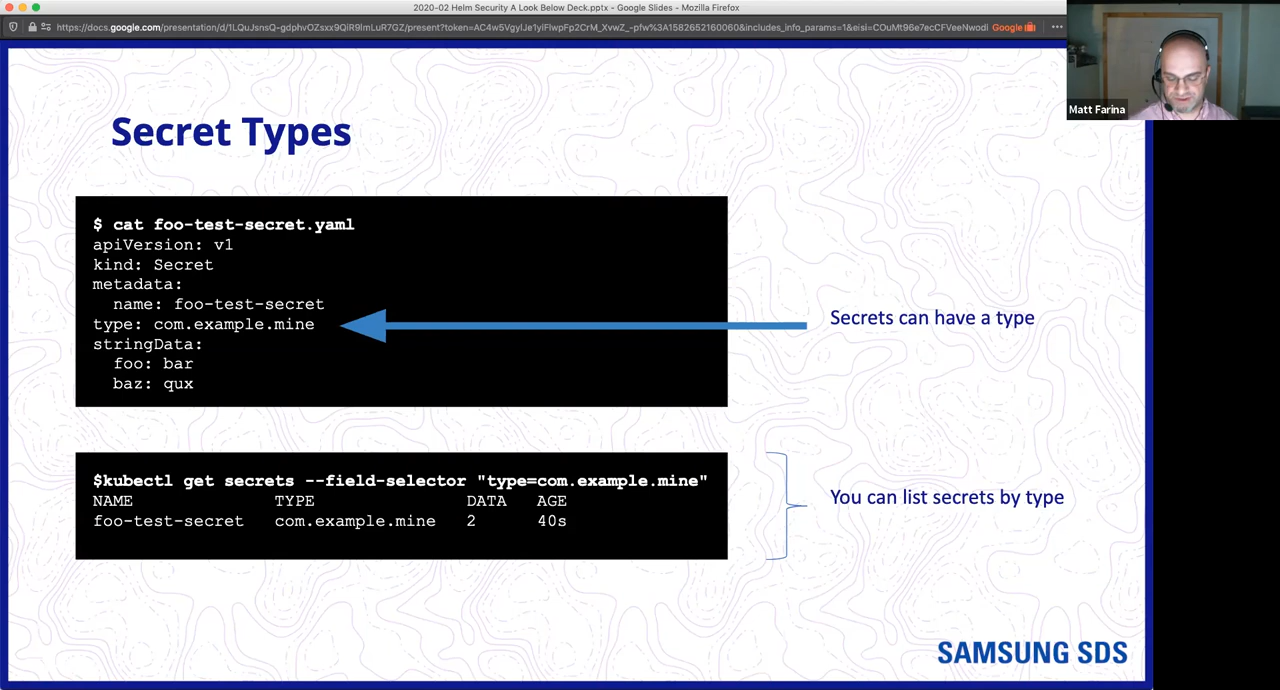 2020-02 Helm Security A Look Below Deck.pptx - Google Slides - Mozilla Firefox
Google
Matt Farina
Secret Types
$ cat foo-test-secret.yaml
apiVersion: v1
kind: Secret
metadata:
name: foo-test-secret
type: com.example.mine
stringData:
foo: bar
baz: qux
Secrets can have a type
$kubectl get secrets --field-selector "type=com.example.mine"
NAME TYPE DATA AGE
foo-test-secret com.example.mine 2 40s
You can list secrets by type
SAMSUNG SDS